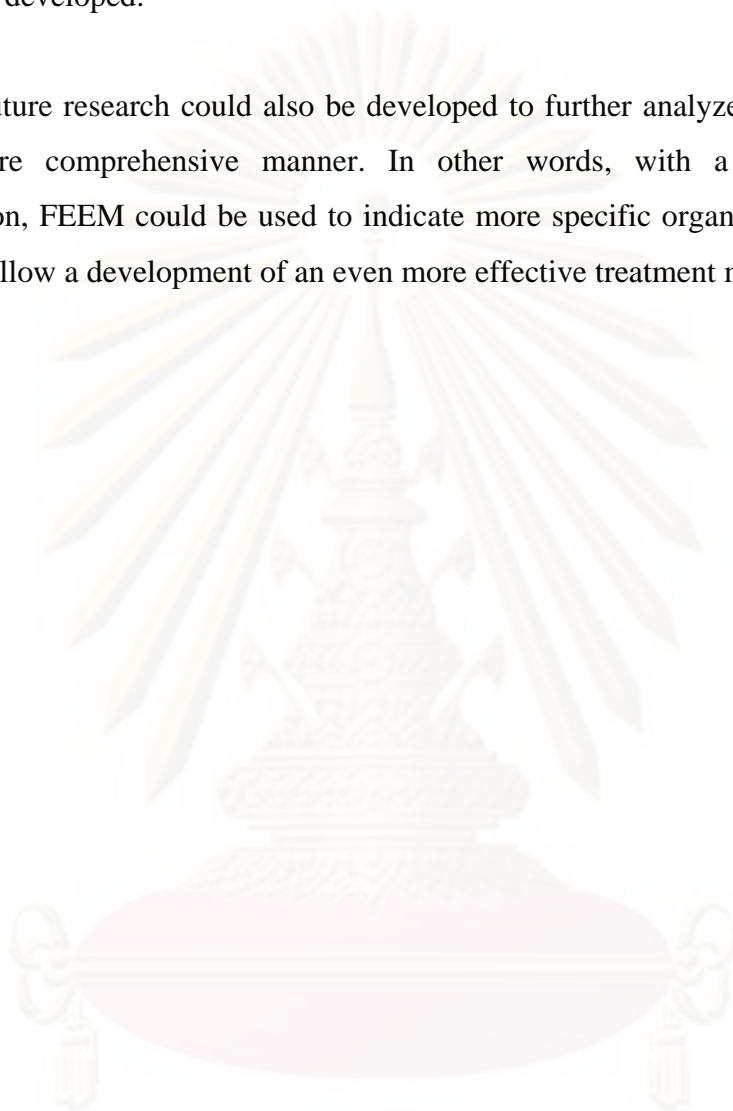 developed.
uture research could also be developed to further analyze
re comprehensive manner. In other words, with a
on, FEEM could be used to indicate more specific organ
llow a development of an even more effective treatment